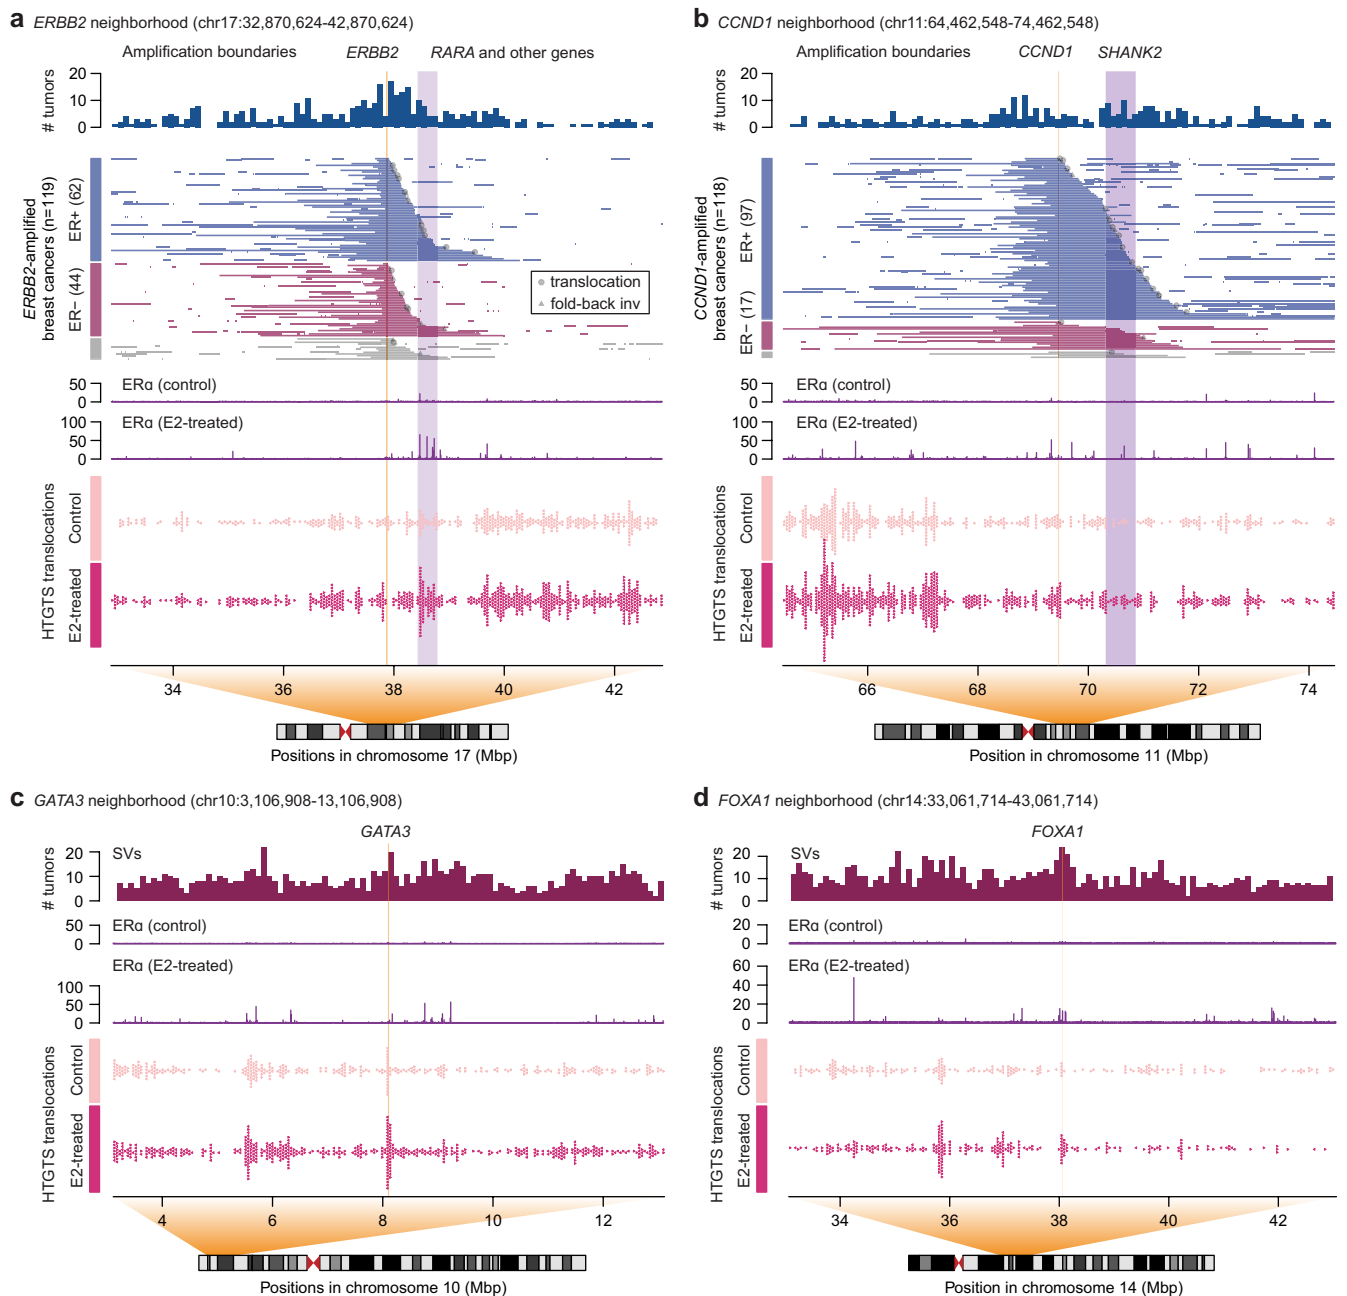 a ERBB2 neighborhood (chr17:32,870,624-42,870,624)
Amplification boundaries ERBB2 RARA and other genes
# tumors
20
10
0
ERBB2-amplified
breast cancers (n=119)
ER+ (62)
ER− (44)
translocation
fold-back inv
50
0
ERα (control)
100
50
0
ERα (E2-treated)
HTGTS translocations
Control
E2-treated
34 36 38 40 42
Positions in chromosome 17 (Mbp)
b CCND1 neighborhood (chr11:64,462,548-74,462,548)
Amplification boundaries CCND1 SHANK2
# tumors
20
10
0
CCND1-amplified
breast cancers (n=118)
ER+ (97)
ER− (17)
50
0
ERα (control)
100
50
0
ERα (E2-treated)
HTGTS translocations
Control
E2-treated
66 68 70 72 74
Position in chromosome 11 (Mbp)
c GATA3 neighborhood (chr10:3,106,908-13,106,908)
GATA3
# tumors
20
10
0
SVs
50
0
ERα (control)
100
50
0
ERα (E2-treated)
HTGTS translocations
Control
E2-treated
4 6 8 10 12
Positions in chromosome 10 (Mbp)
d FOXA1 neighborhood (chr14:33,061,714-43,061,714)
FOXA1
# tumors
20
10
0
SVs
20
0
ERα (control)
60
40
20
0
ERα (E2-treated)
HTGTS translocations
Control
E2-treated
34 36 38 40 42
Positions in chromosome 14 (Mbp)